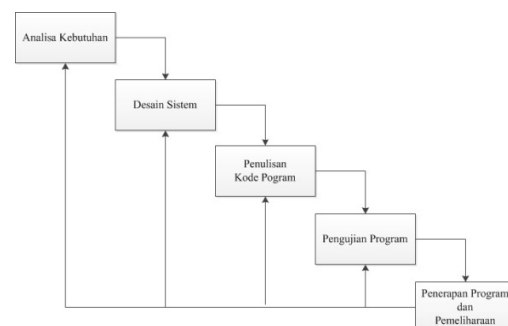 Analisa Kebutuhan
Desain Sistem
Penulisan
Kode Pogram
Pengujian Program
Penerapan Program
dan
Pemeliharaan